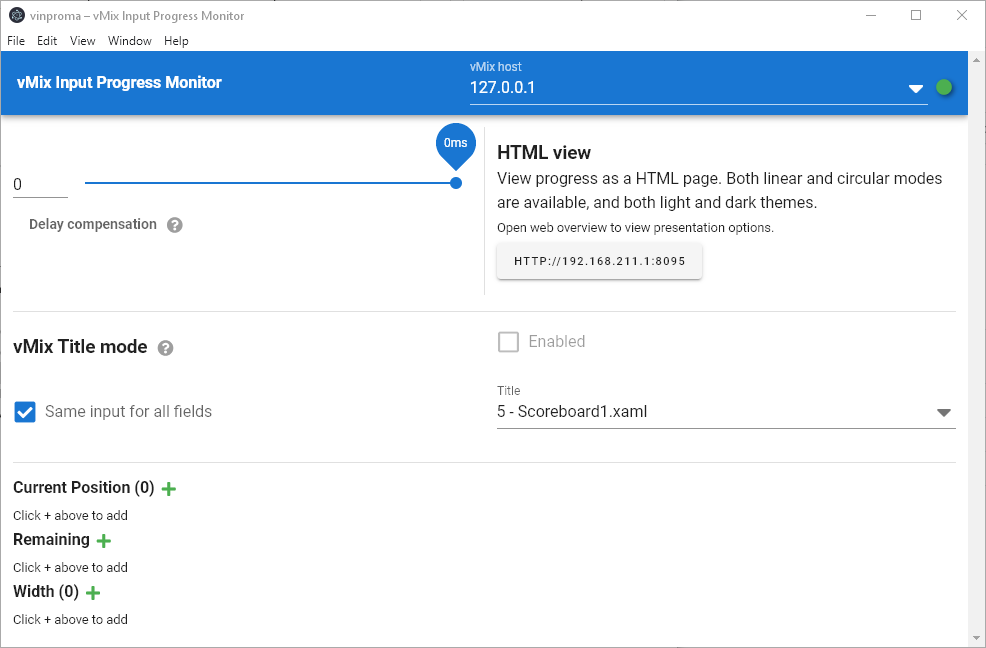 vinproma – vMix Input Progress Monitor
File Edit View Window Help
vMix Input Progress Monitor
vMix host
127.0.0.1
0ms
0
Delay compensation
HTML view
View progress as a HTML page. Both linear and circular modes
are available, and both light and dark themes.
Open web overview to view presentation options.
HTTP://192.168.211.1:8095
vMix Title mode
Enabled
Same input for all fields
Title
5 - Scoreboard1.xaml
Current Position (0)
Click + above to add
Remaining
Click + above to add
Width (0)
Click + above to add